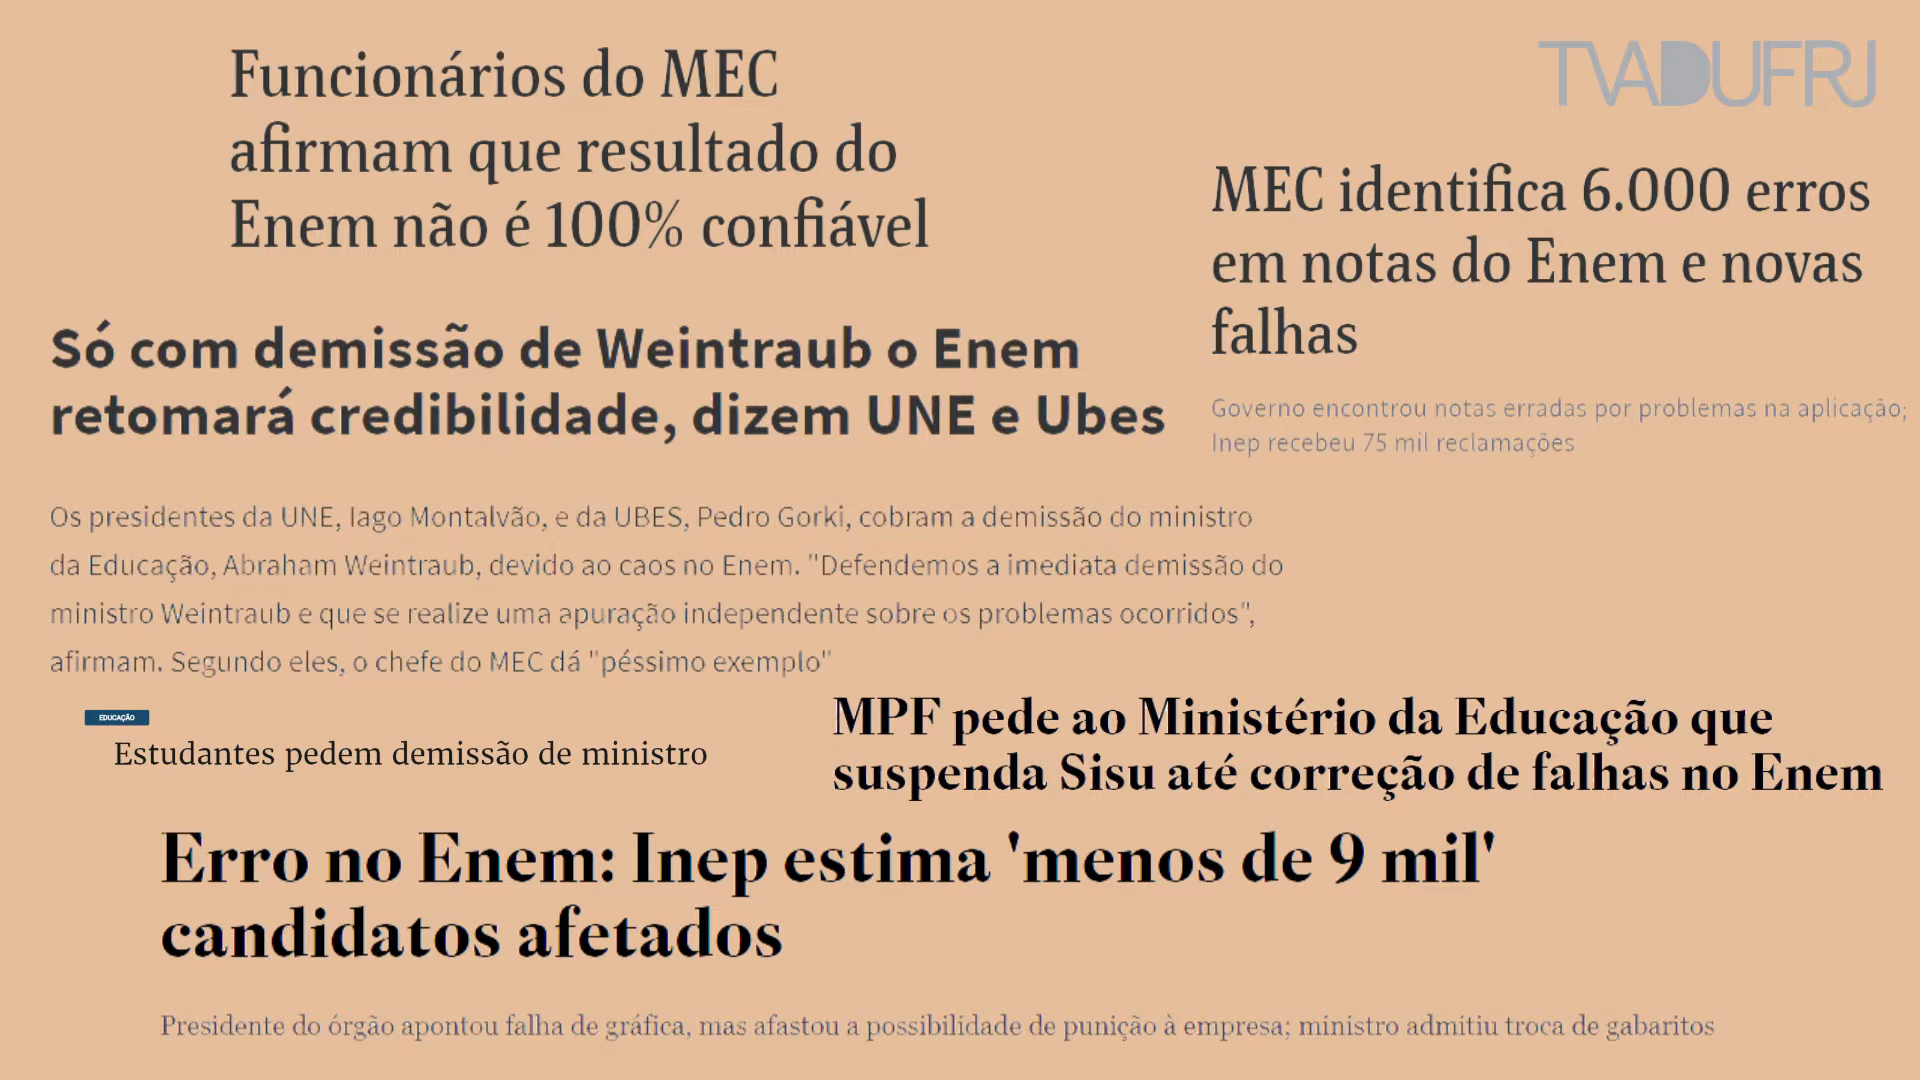 TVADUFRJ
Funcionários do MEC
afirmam que resultado do
Enem não é 100% confiável
MEC identifica 6.000 erros
em notas do Enem e novas
falhas
Governo encontrou notas erradas por problemas na aplicação;
Inep recebeu 75 mil reclamações
Só com demissão de Weintraub o Enem
retomará credibilidade, dizem UNE e Ubes
Os presidentes da UNE, Iago Montalvão, e da UBES, Pedro Gorki, cobram a demissão do ministro
da Educação, Abraham Weintraub, devido ao caos no Enem. "Defendemos a imediata demissão do
ministro Weintraub e que se realize uma apuração independente sobre os problemas ocorridos",
afirmam. Segundo eles, o chefe do MEC dá "péssimo exemplo"
EDUCAÇÃO
Estudantes pedem demissão de ministro
MPF pede ao Ministério da Educação que
suspenda Sisu até correção de falhas no Enem
Erro no Enem: Inep estima 'menos de 9 mil'
candidatos afetados
Presidente do órgão apontou falha de gráfica, mas afastou a possibilidade de punição à empresa; ministro admitiu troca de gabaritos